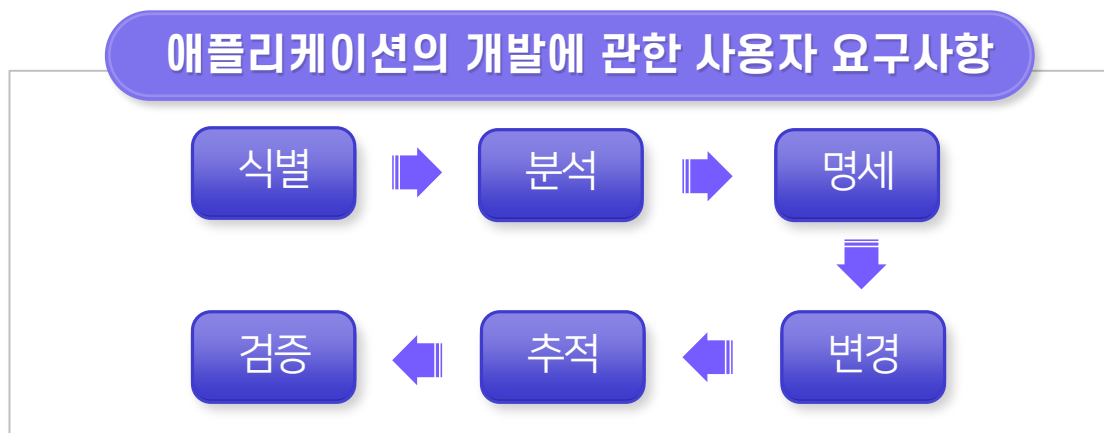 애플리케이션의 개발에 관한 사용자 요구사항
식별
분석
명세
변경
추적
검증